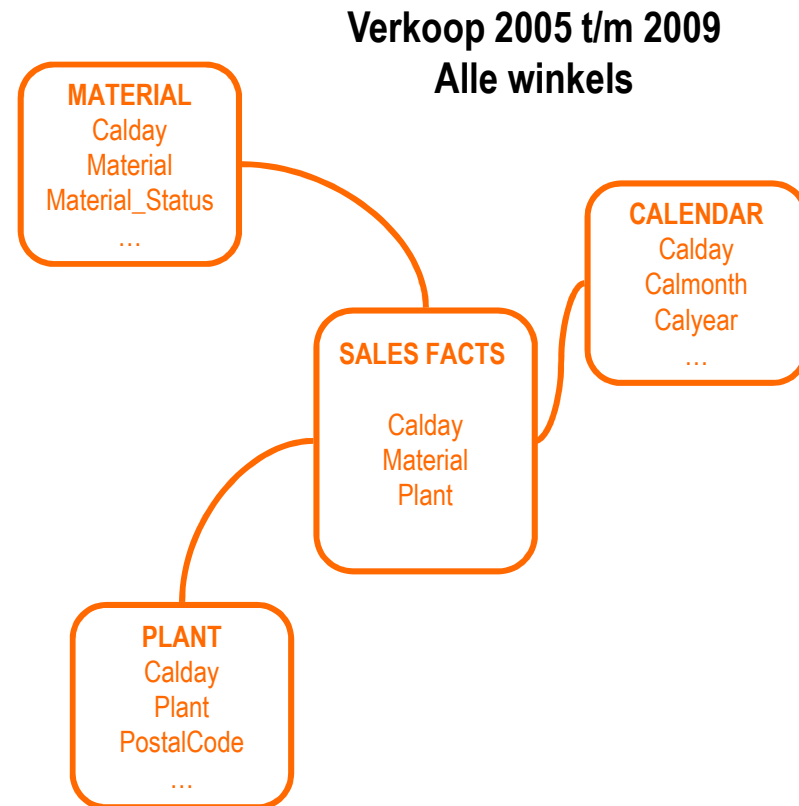 Verkoop 2005 t/m 2009
Alle winkels
MATERIAL
Calday
Material
Material_Status
…
CALENDAR
Calday
Calmonth
Calyear
…
SALES FACTS
Calday
Material
Plant
PLANT
Calday
Plant
PostalCode
…